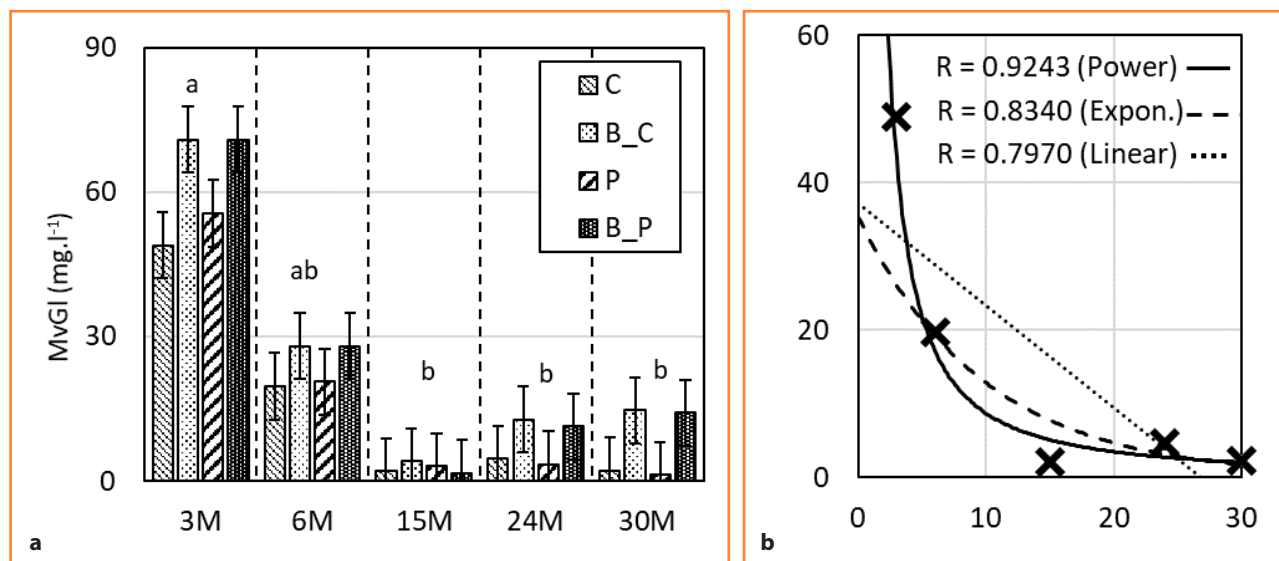 90
60
30
0
MvGl (mg.l⁻¹)
a
ab
b
b
b
C
B_C
P
B_P
3M 6M 15M 24M 30M
a
60
40
20
0
R = 0.9243 (Power)
R = 0.8340 (Expon.)
R = 0.7970 (Linear)
0 10 20 30
b